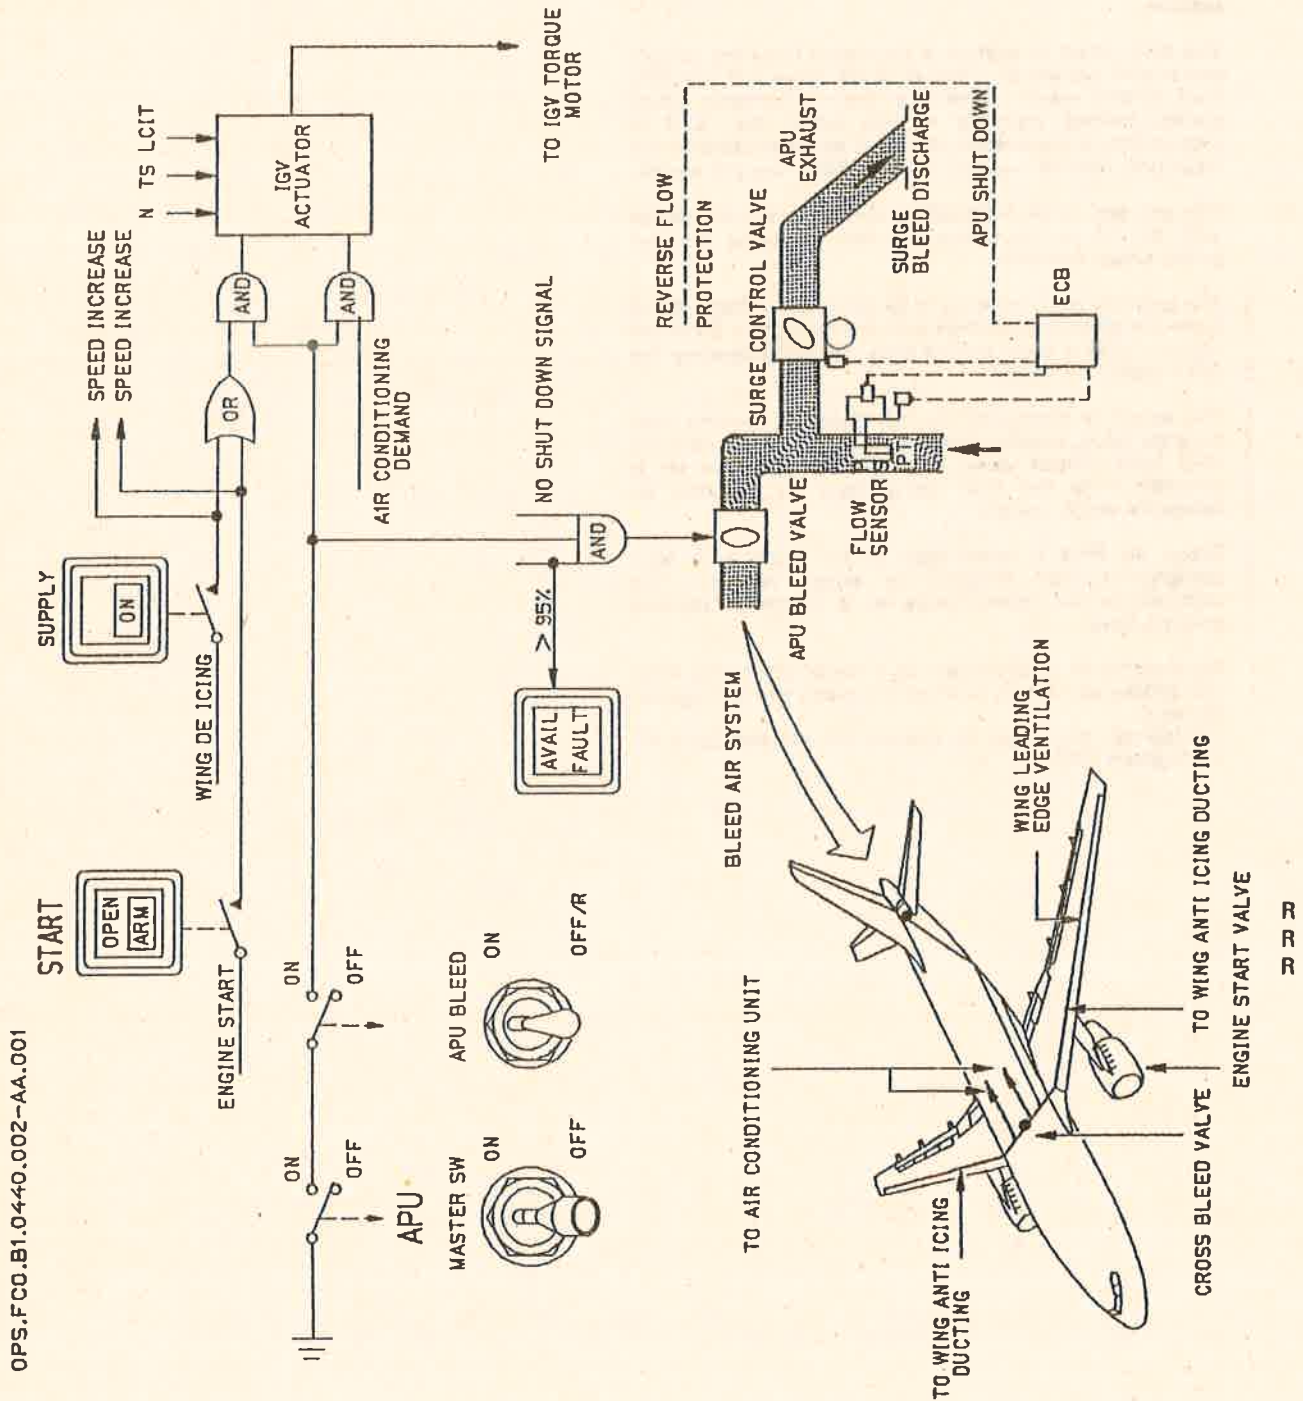 OPS.FCO.B1.0440.002-AA.001
START
OPEN
ARM
ENGINE START
SUPPLY
ON
WING DE ICING
SPEED INCREASE
SPEED INCREASE
OR
AND
AND
N TS LCIT
IGV
ACTUATOR
TO IGV TORQUE
MOTOR
AIR CONDITIONING
DEMAND
ON
OFF
ON
OFF
APU
MASTER SW
ON
OFF
APU BLEED
ON
OFF/R
AVAIL
FAULT
> 95%
NO SHUT DOWN SIGNAL
AND
APU BLEED VALVE
SURGE CONTROL VALVE
REVERSE FLOW
PROTECTION
APU
EXHAUST
SURGE
BLEED DISCHARGE
APU SHUT DOWN
ECB
FLOW
SENSOR
PS
PT
BLEED AIR SYSTEM
TO AIR CONDITIONING UNIT
WING LEADING
EDGE VENTILATION
TO WING ANTI ICING
DUCTING
CROSS BLEED VALVE
TO WING ANTI ICING DUCTING
ENGINE START VALVE
R
R
R